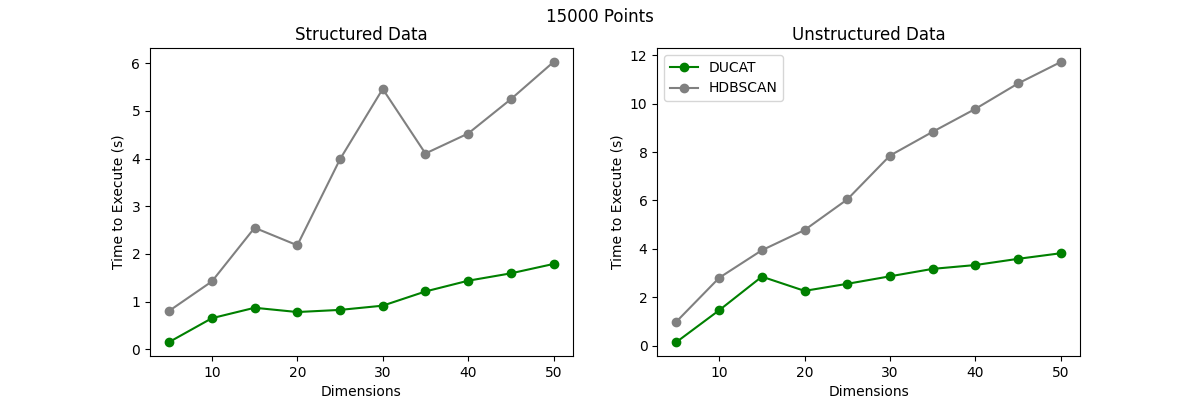 15000 Points
Structured Data
Time to Execute (s)
6
5
4
3
2
1
0
10 20 30 40 50
Dimensions
Unstructured Data
DUCAT
HDBSCAN
Time to Execute (s)
12
10
8
6
4
2
0
10 20 30 40 50
Dimensions